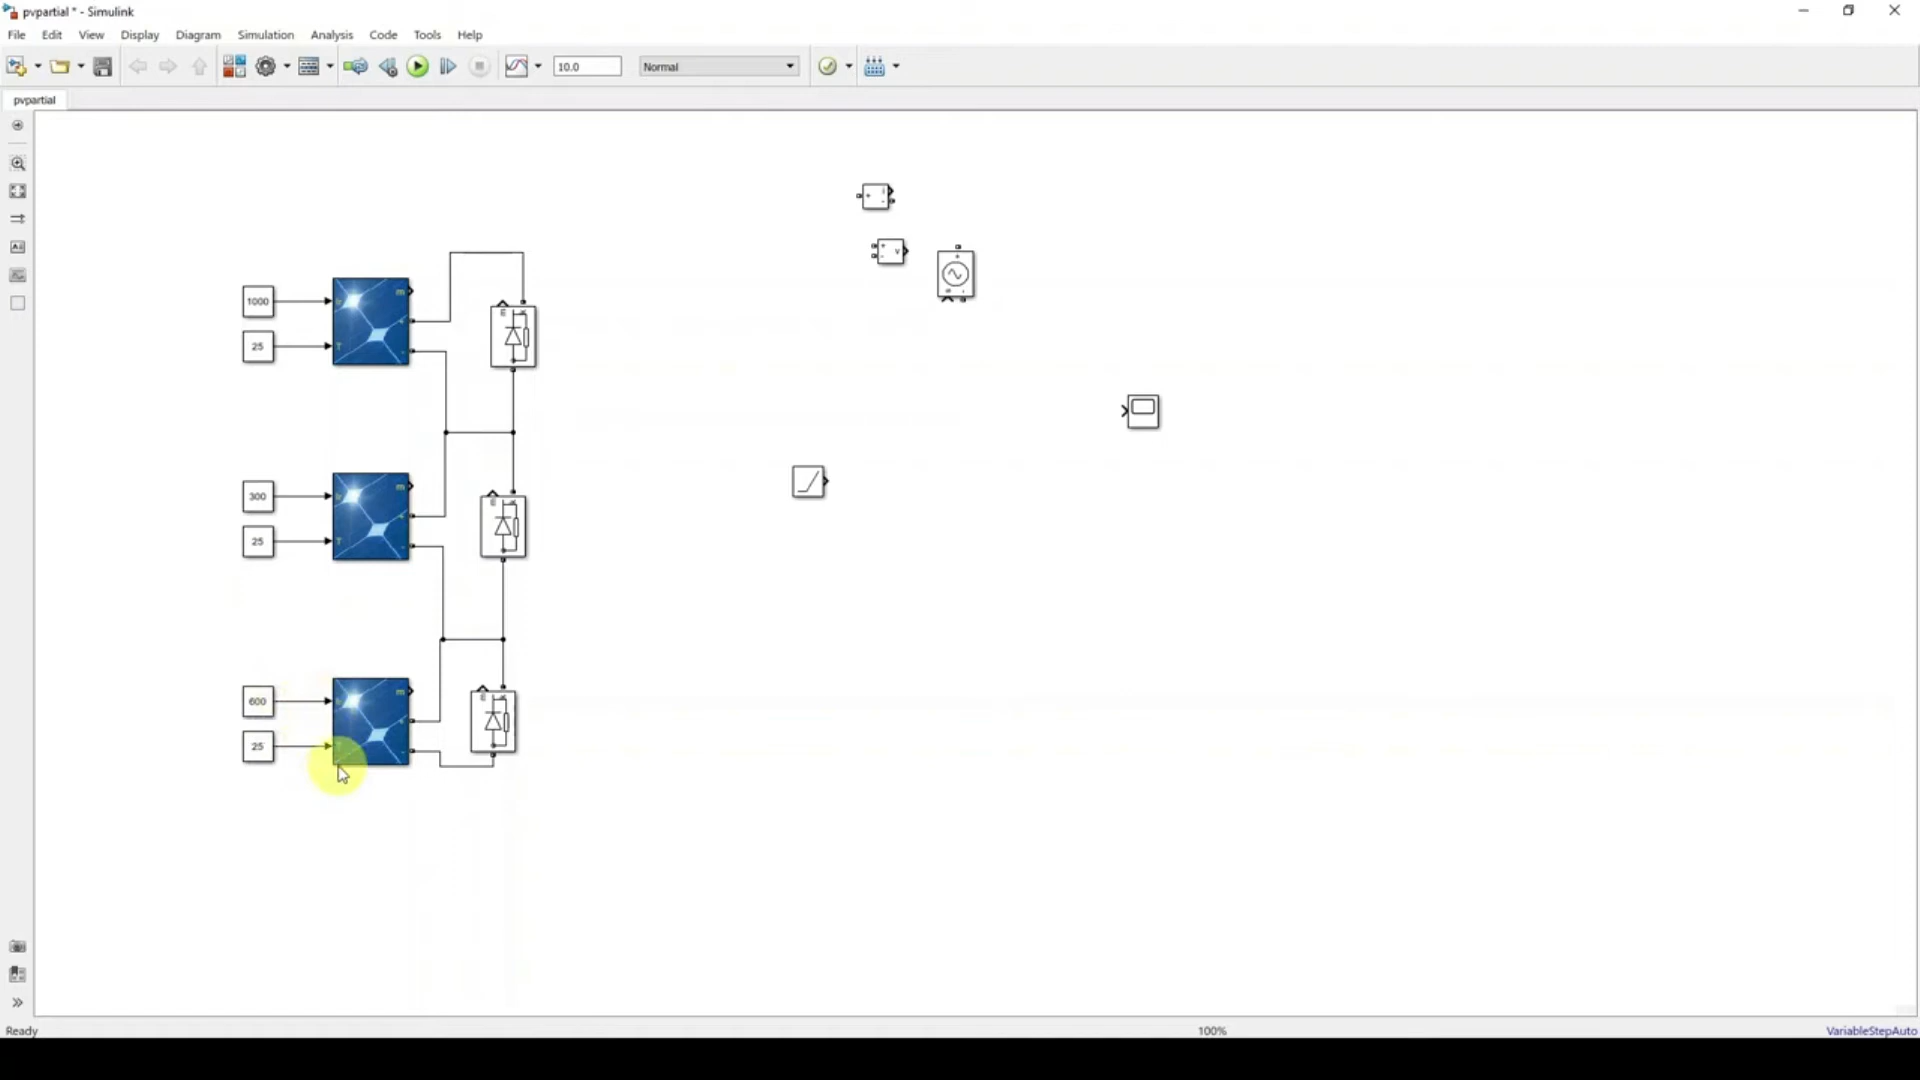 pvpartial * - Simulink
File Edit View Display Diagram Simulation Analysis Code Tools Help
10.0 Normal
pvpartial
1000
25
300
25
600
25
m
+
-
T
m
+
-
T
m
+
-
Ready 100% VariableStepAuto